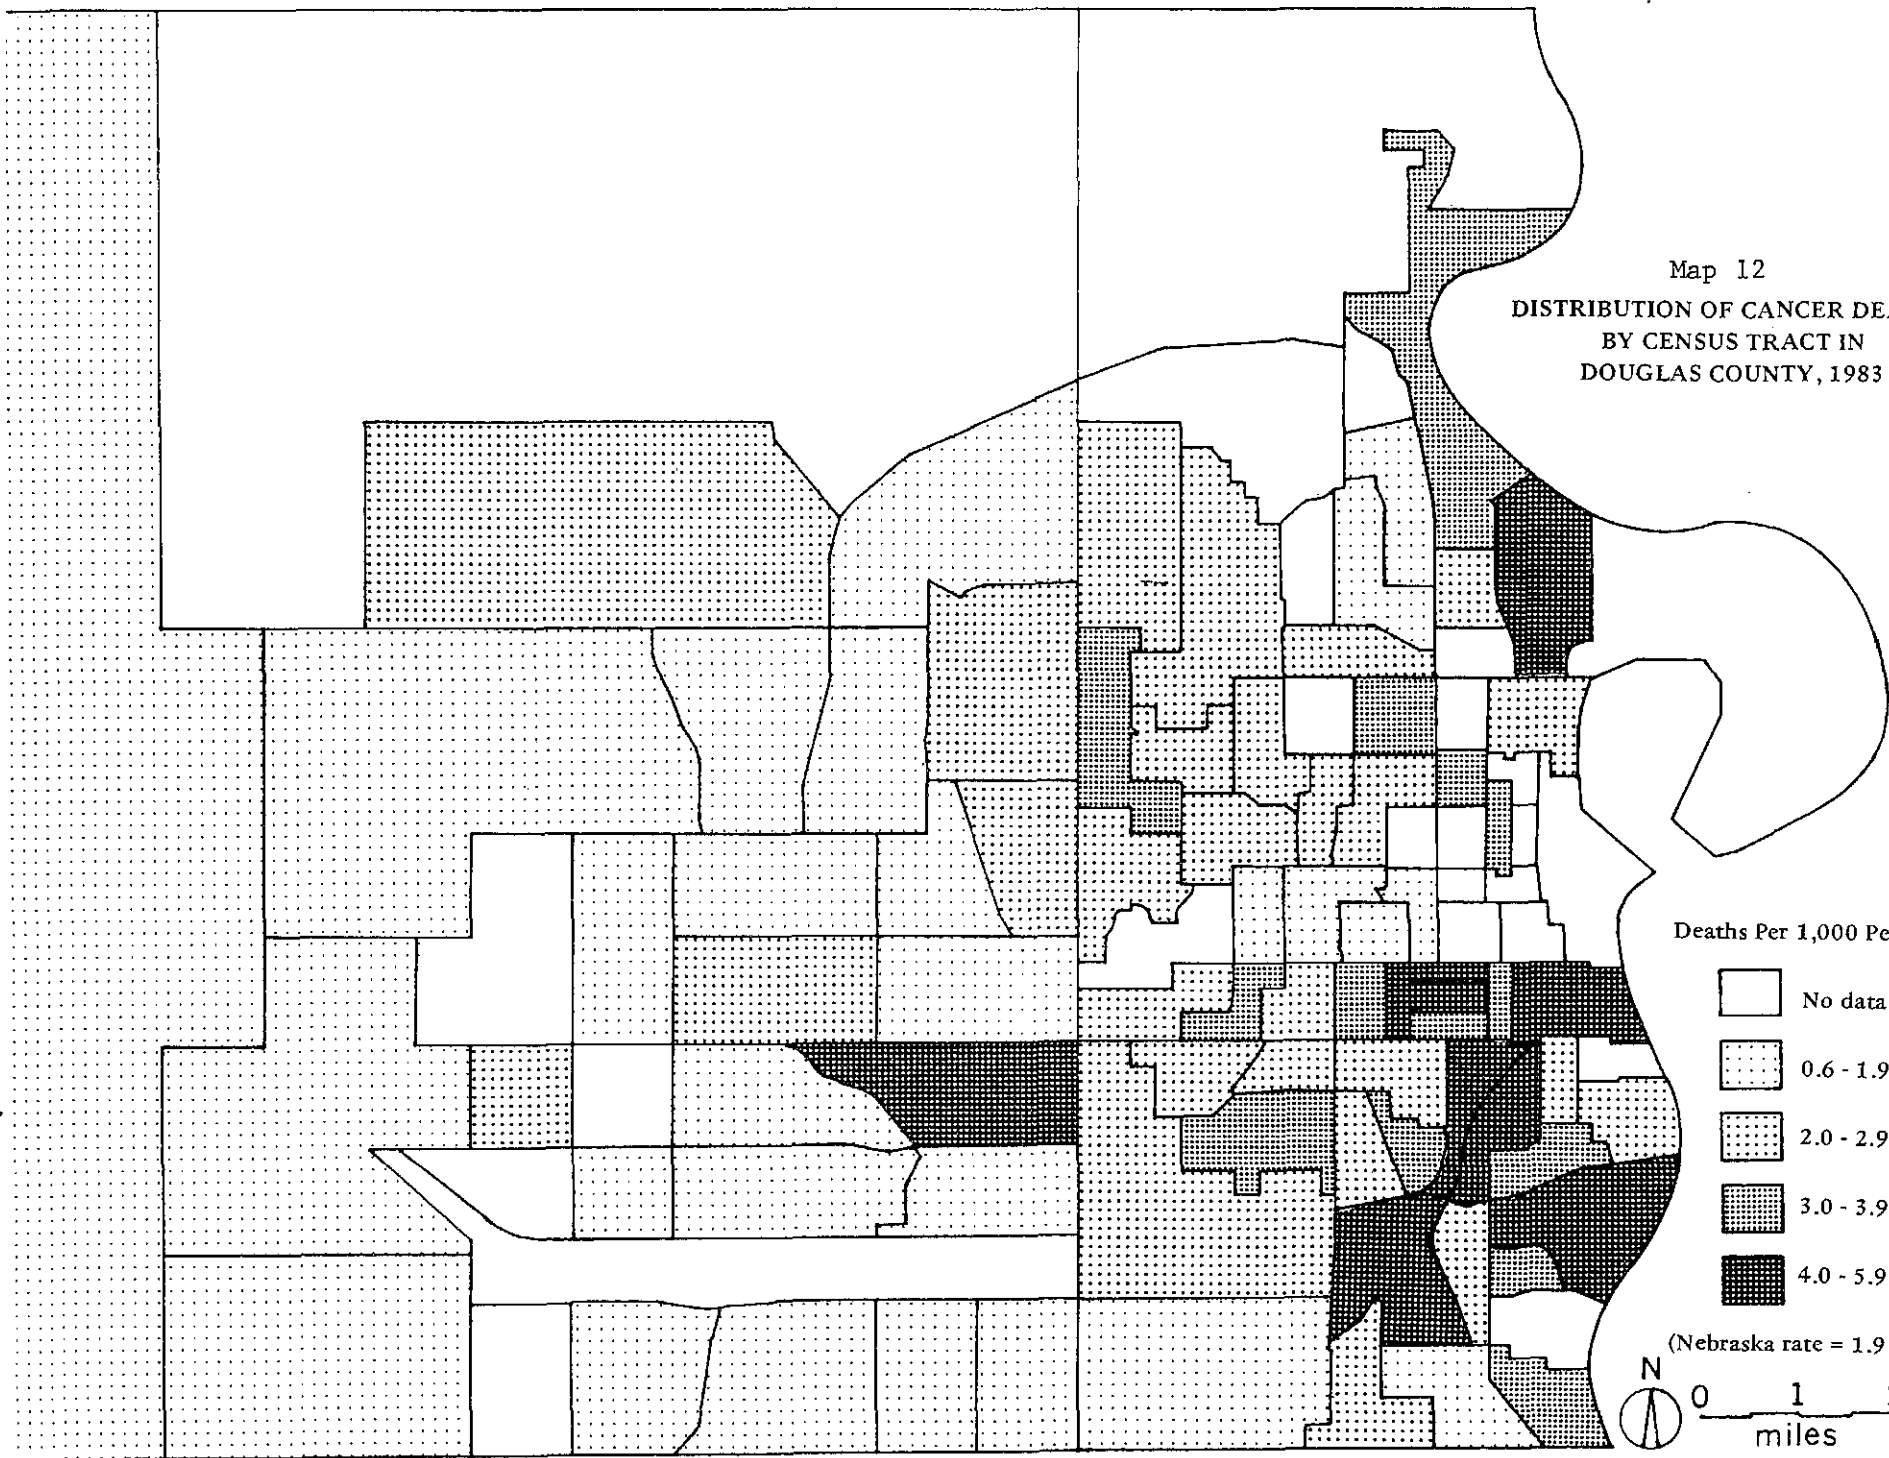 Map 12
DISTRIBUTION OF CANCER DE
BY CENSUS TRACT IN
DOUGLAS COUNTY, 1983
Deaths Per 1,000 Pe
No data
0.6 - 1.9
2.0 - 2.9
3.0 - 3.9
4.0 - 5.9
(Nebraska rate = 1.9
N
0 1
miles